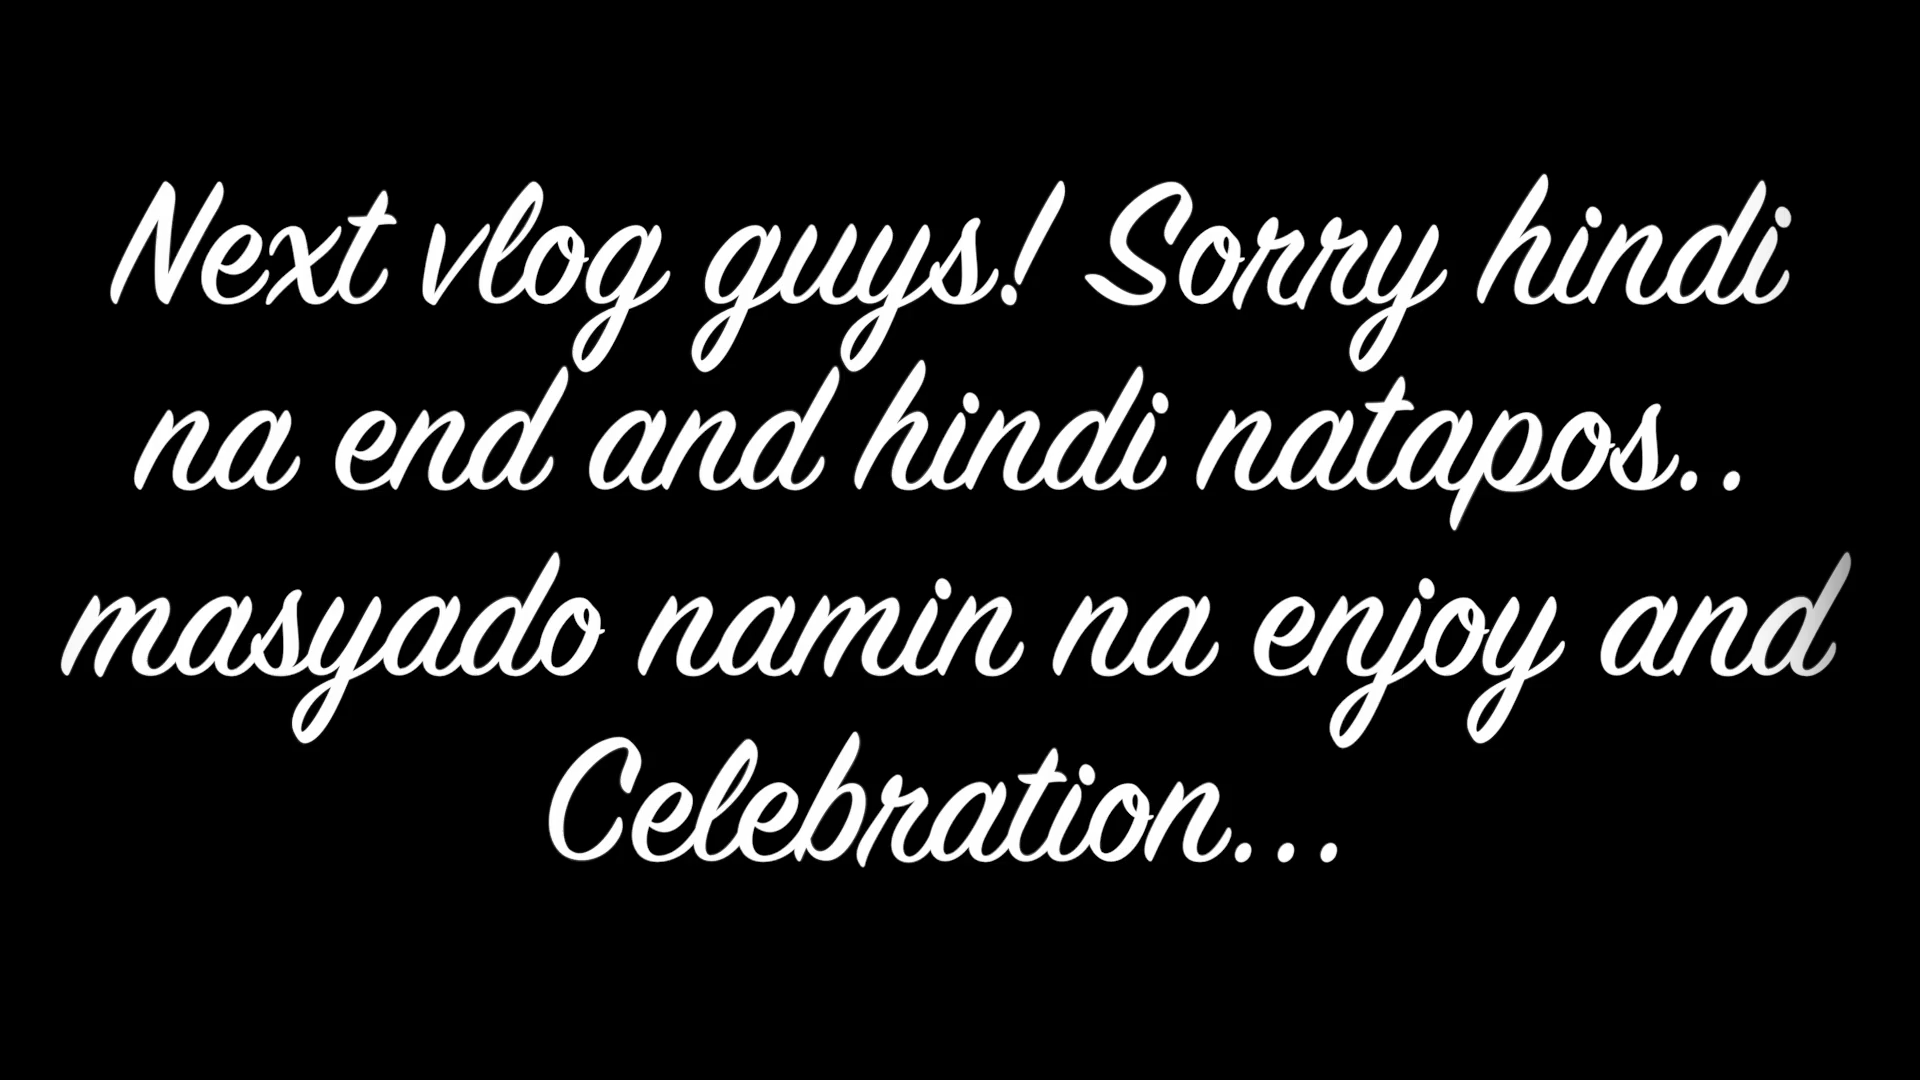 Next vlog guys! Sorry hindi
na end and hindi natapos..
masyado namin na enjoy and
Celebration...